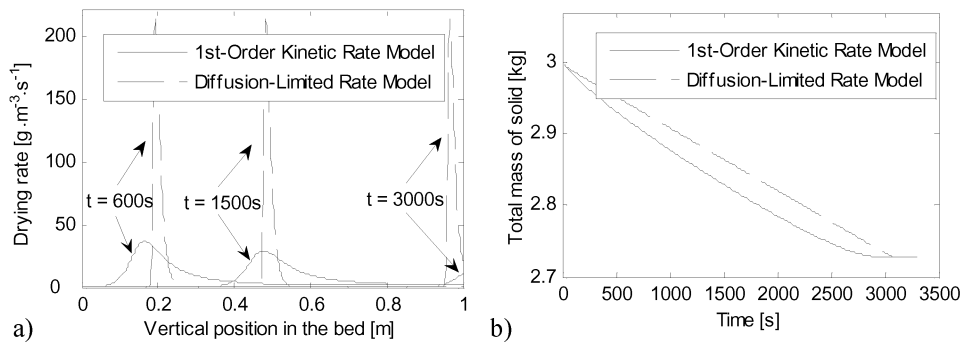 a)
Drying rate [g·m⁻³·s⁻¹]
200
150
100
50
0
1st-Order Kinetic Rate Model
Diffusion-Limited Rate Model
t = 600s
t = 1500s
t = 3000s
0 0.2 0.4 0.6 0.8 1
Vertical position in the bed [m]
b)
Total mass of solid [kg]
3
2.9
2.8
2.7
1st-Order Kinetic Rate Model
Diffusion-Limited Rate Model
0 500 1000 1500 2000 2500 3000 3500
Time [s]